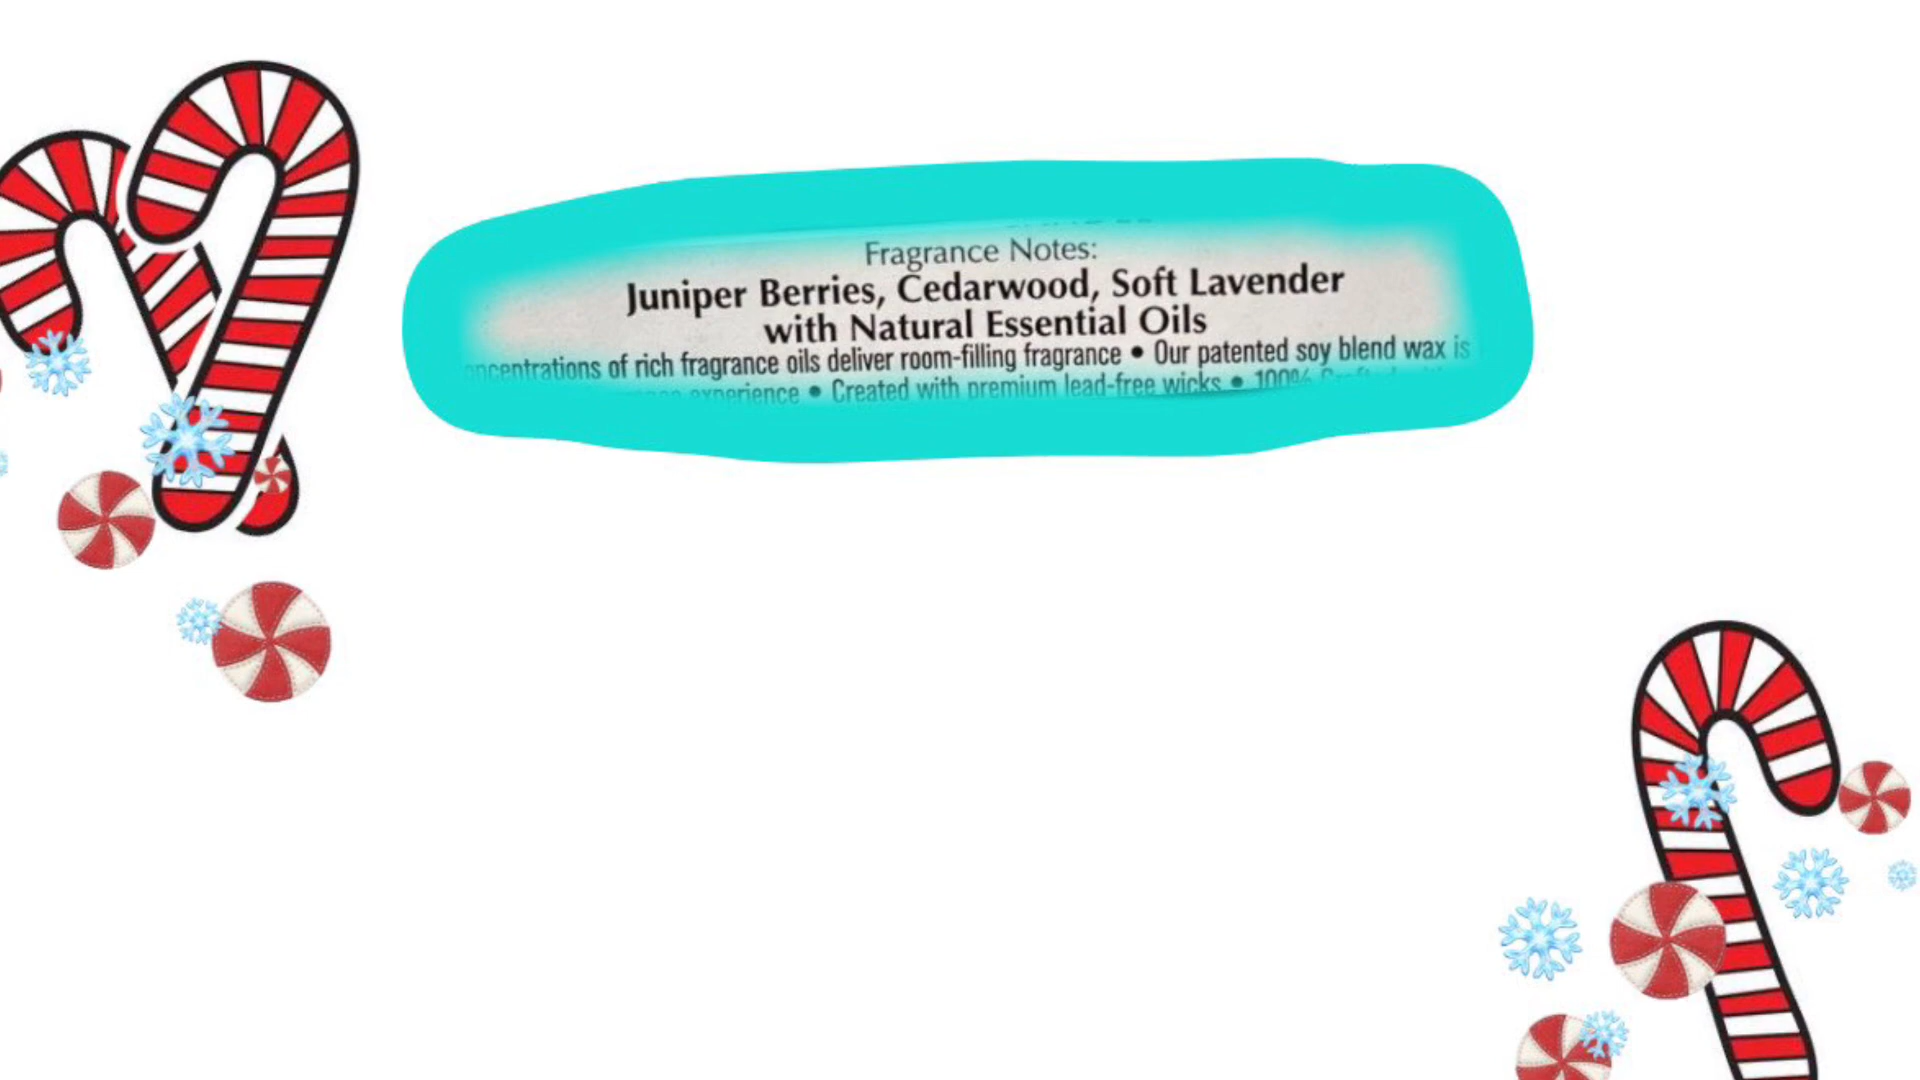 Fragrance Notes:
Juniper Berries, Cedarwood, Soft Lavender
with Natural Essential Oils
of rich fragrance oils deliver room-filling fragrance • Our patented soy blend wax is
experience • Created with premium lead-free wicks • 100%